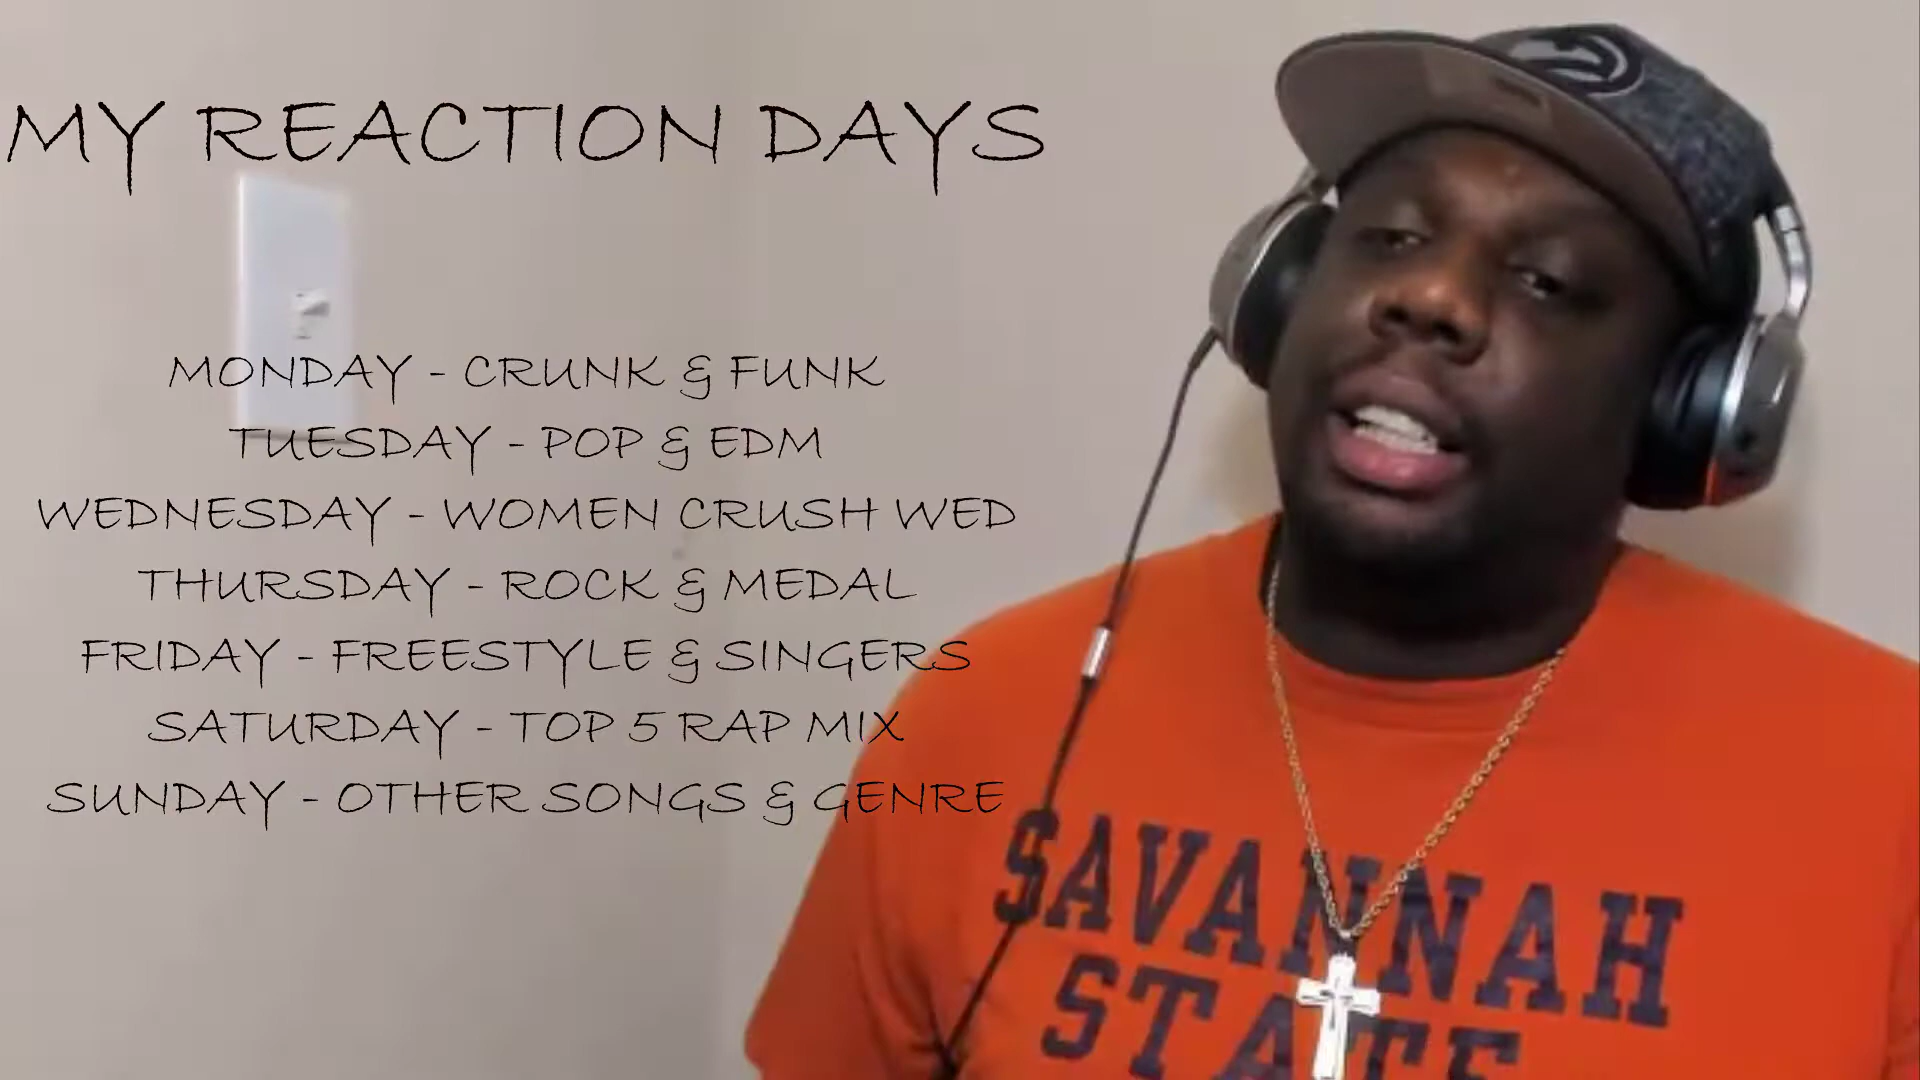 MY REACTION DAYS
MONDAY - CRUNK & FUNK
TUESDAY - POP & EDM
WEDNESDAY - WOMEN CRUSH WED
THURSDAY - ROCK & MEDAL
FRIDAY - FREESTYLE & SINGERS
SATURDAY - TOP 5 RAP MIX
SUNDAY - OTHER SONGS & GENRE
SAVANNAH
STATE